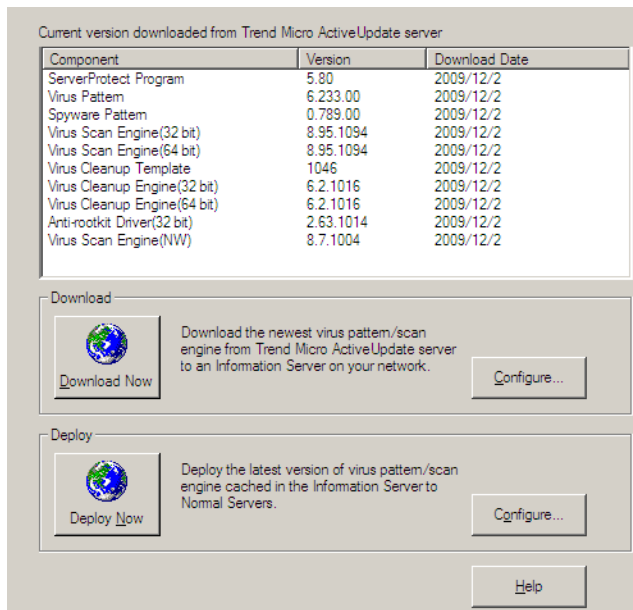 Current version downloaded from Trend Micro ActiveUpdate server
Component Version Download Date
ServerProtect Program 5.80 2009/12/2
Virus Pattern 6.233.00 2009/12/2
Spyware Pattern 0.789.00 2009/12/2
Virus Scan Engine(32 bit) 8.95.1094 2009/12/2
Virus Scan Engine(64 bit) 8.95.1094 2009/12/2
Virus Cleanup Template 1046 2009/12/2
Virus Cleanup Engine(32 bit) 6.2.1016 2009/12/2
Virus Cleanup Engine(64 bit) 6.2.1016 2009/12/2
Anti-rootkit Driver(32 bit) 2.63.1014 2009/12/2
Virus Scan Engine(NW) 8.7.1004 2009/12/2
Download
Download the newest virus pattern/scan
engine from Trend Micro ActiveUpdate server
to an Information Server on your network.
Download Now
Configure...
Deploy
Deploy the latest version of virus pattern/scan
engine cached in the Information Server to
Normal Servers.
Deploy Now
Configure...
Help